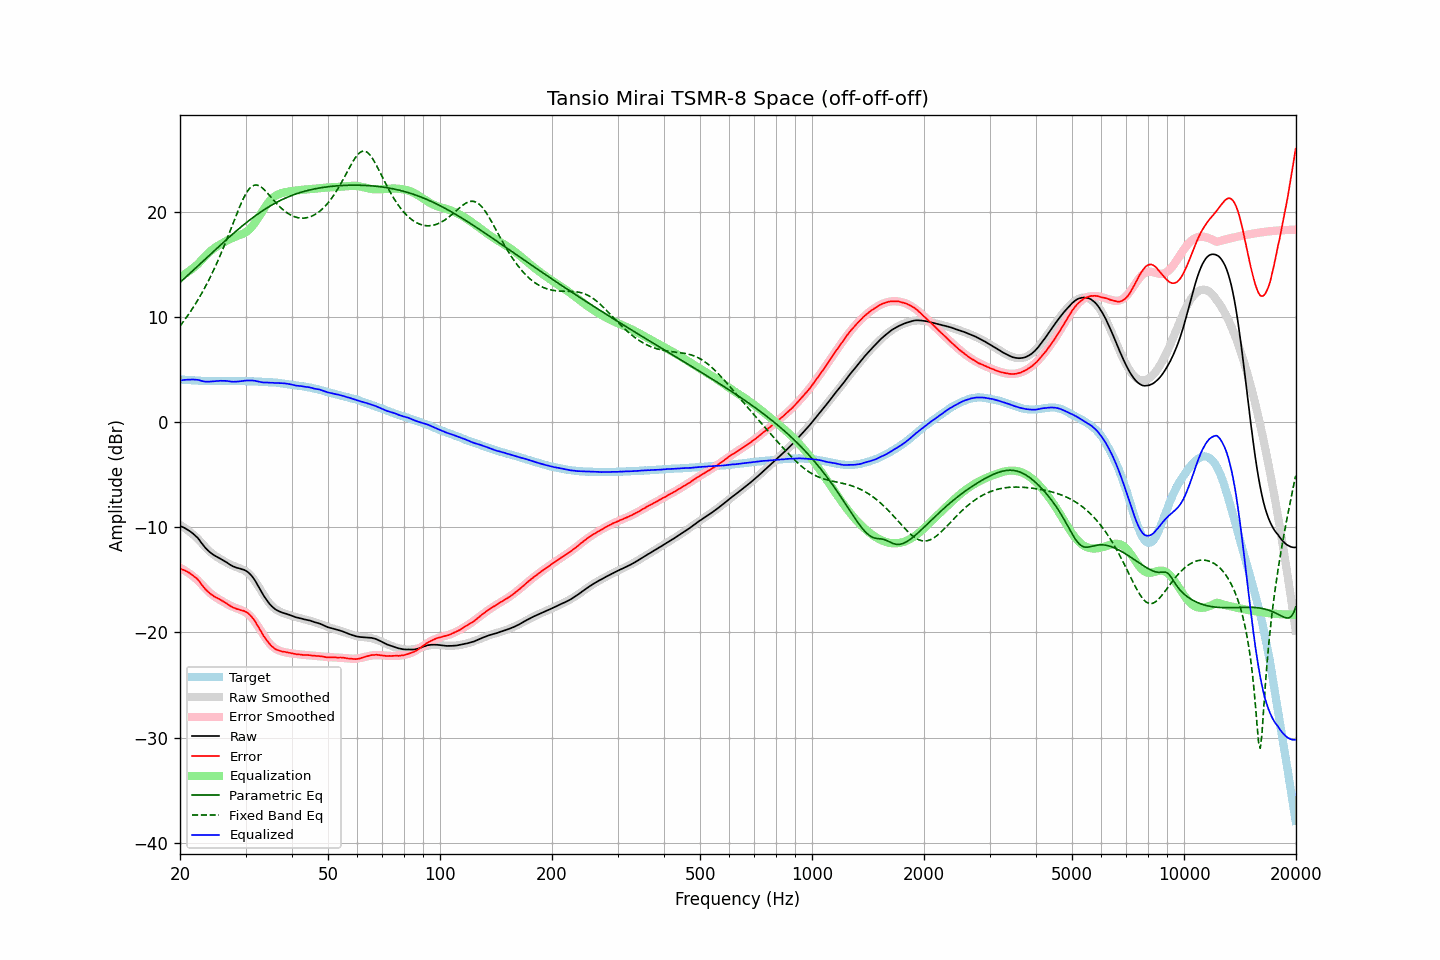 Tansio Mirai TSMR-8 Space (off-off-off)
Amplitude (dBr)
20
10
0
−10
−20
−30
−40
Target
Raw Smoothed
Error Smoothed
Raw
Error
Equalization
Parametric Eq
Fixed Band Eq
Equalized
20 50 100 200 500 1000 2000 5000 10000 20000
Frequency (Hz)